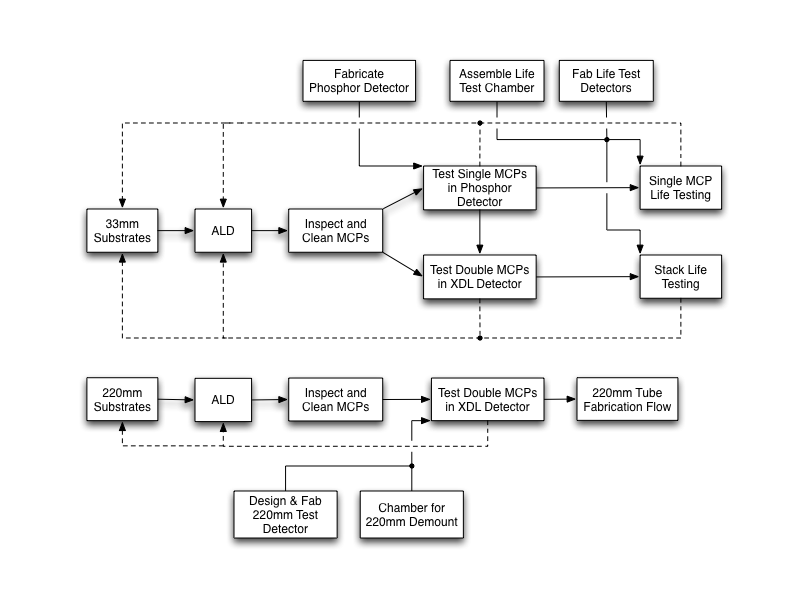 Fabricate
Phosphor Detector
Assemble Life
Test Chamber
Fab Life Test
Detectors
Test Single MCPs
in Phosphor
Detector
Single MCP
Life Testing
33mm
Substrates
ALD
Inspect and
Clean MCPs
Test Double MCPs
in XDL Detector
Stack Life
Testing
220mm
Substrates
ALD
Inspect and
Clean MCPs
Test Double MCPs
in XDL Detector
220mm Tube
Fabrication Flow
Design & Fab
220mm Test
Detector
Chamber for
220mm Demount